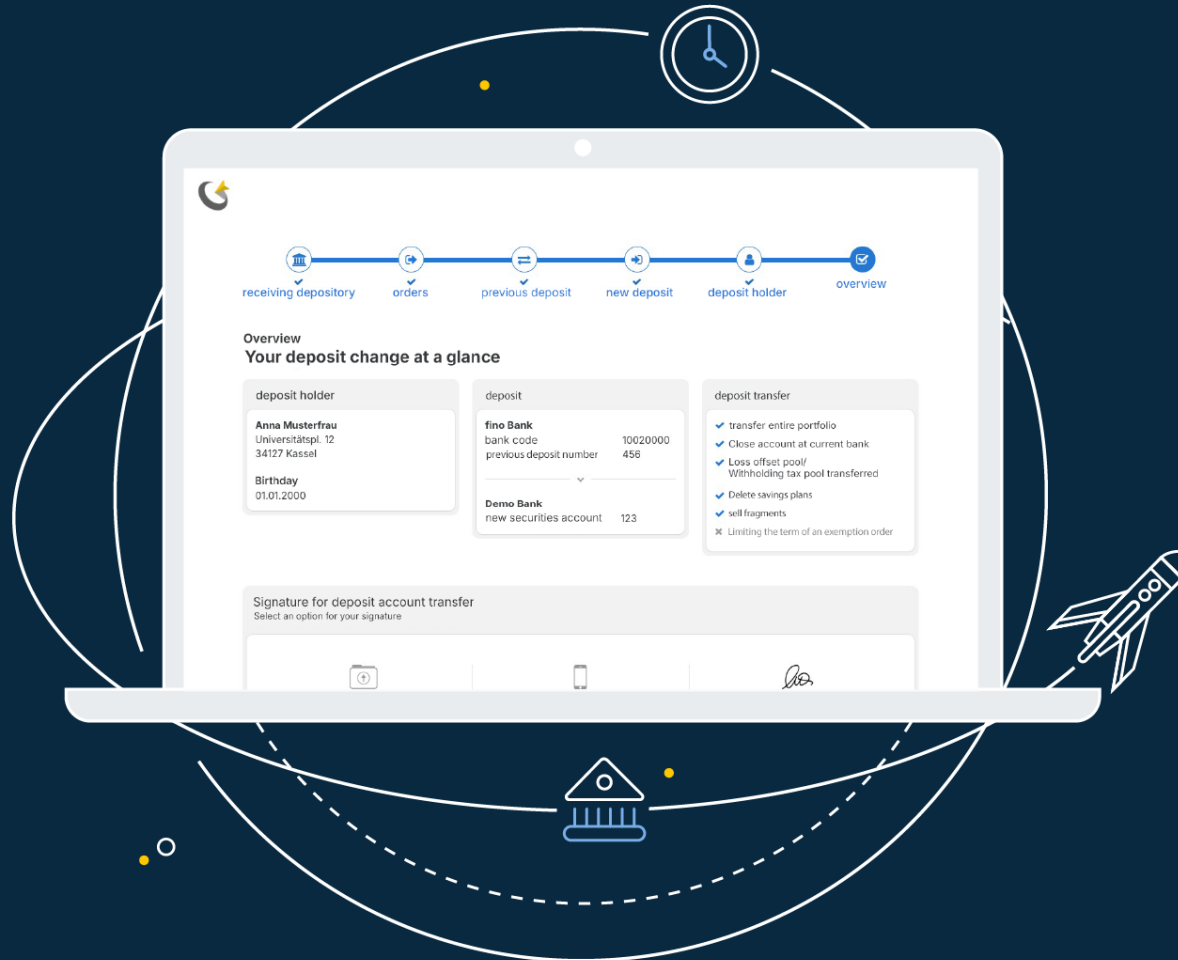 receiving depository
orders
previous deposit
new deposit
deposit holder
overview
Overview
Your deposit change at a glance
deposit holder
Anna Musterfrau
Universitätspl. 12
34127 Kassel
Birthday
01.01.2000
deposit
fino Bank
bank code 10020000
previous deposit number 456
Demo Bank
new securities account 123
deposit transfer
transfer entire portfolio
Close account at current bank
Loss offset pool/
Withholding tax pool transferred
Delete savings plans
sell fragments
Limiting the term of an exemption order
Signature for deposit account transfer
Select an option for your signature